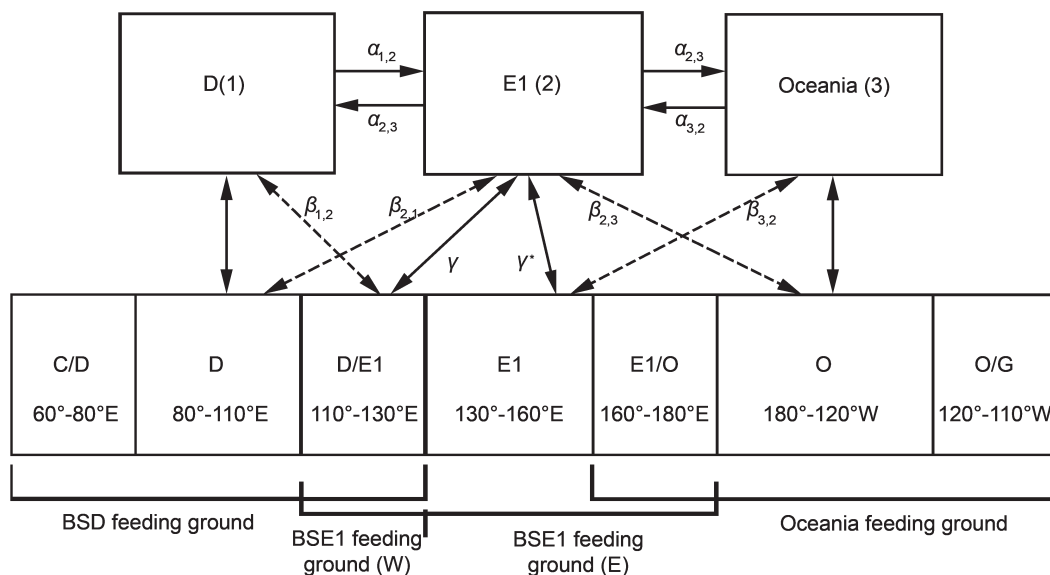 α1,2
α2,3
D(1)
E1 (2)
Oceania (3)
α2,3
α3,2
β1,2
β2,1
β2,3
β3,2
γ
γ*
C/D
D
D/E1
E1
E1/O
O
O/G
60°-80°E
80°-110°E
110°-130°E
130°-160°E
160°-180°E
180°-120°W
120°-110°W
BSD feeding ground
Oceania feeding ground
BSE1 feeding
ground (W)
BSE1 feeding
ground (E)